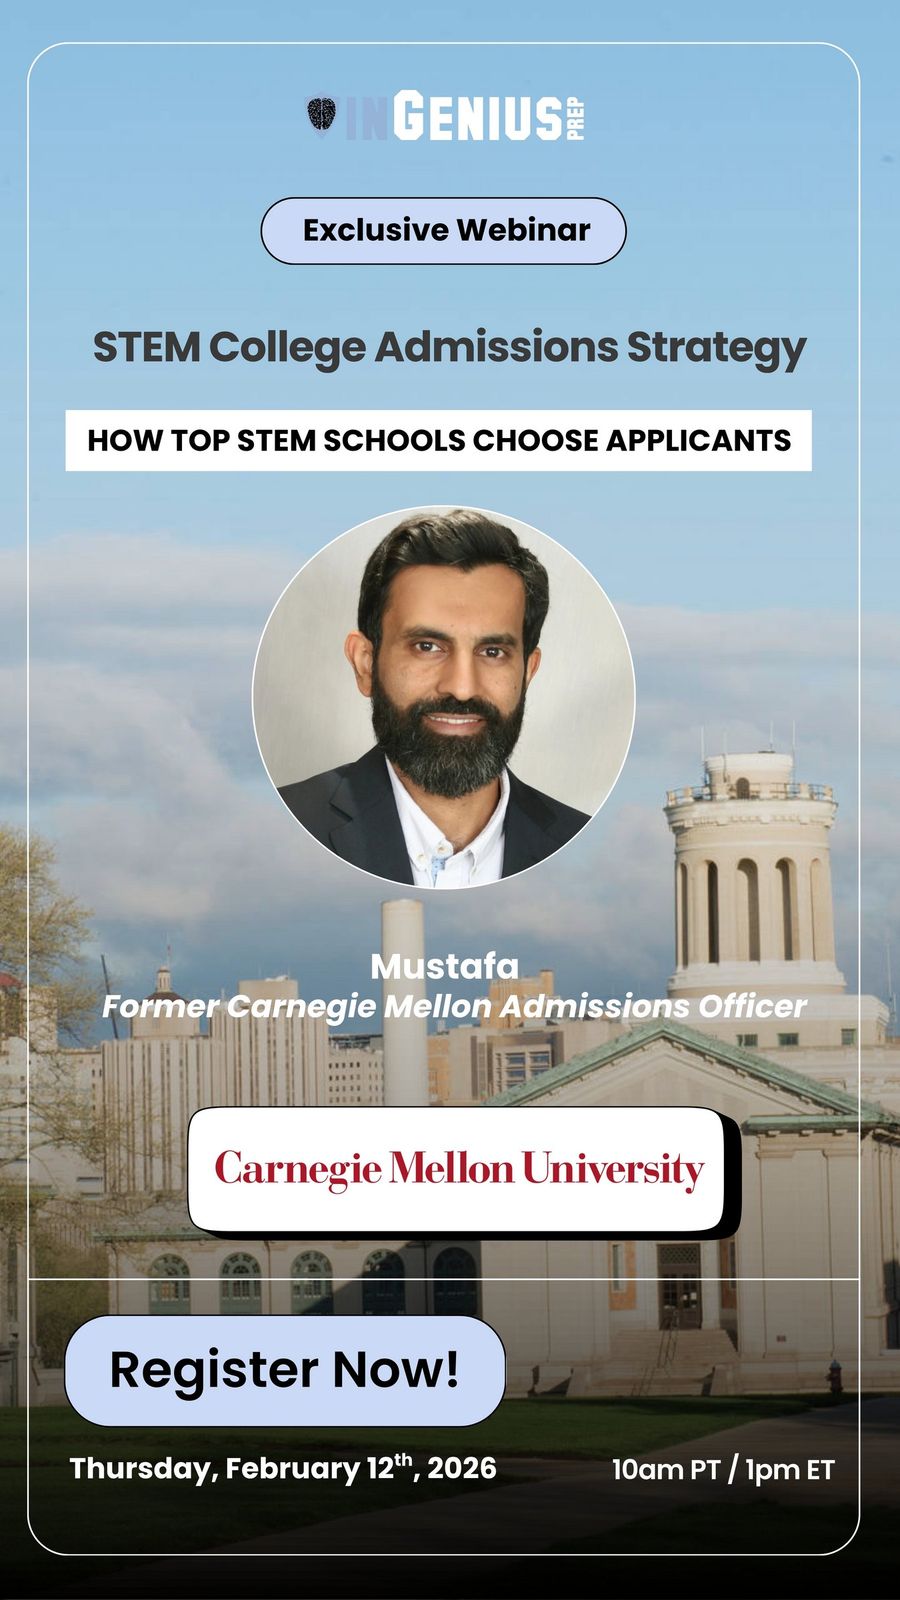 INGENIUS PREP
Exclusive Webinar
STEM College Admissions Strategy
HOW TOP STEM SCHOOLS CHOOSE APPLICANTS
Mustafa
Former Carnegie Mellon Admissions Officer
Carnegie Mellon University
Register Now!
Thursday, February 12th, 2026
10am PT / 1pm ET